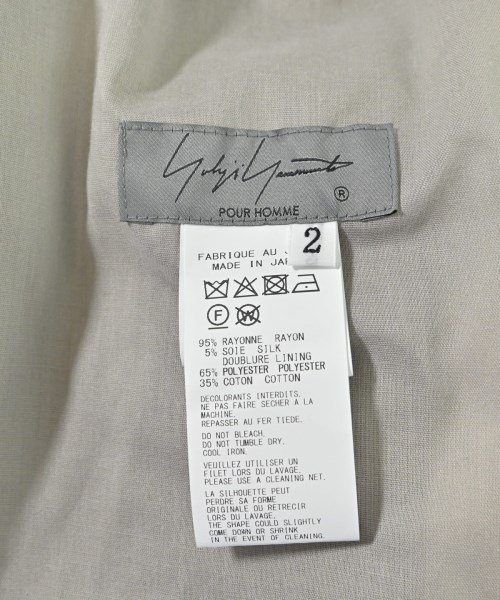 Yohji Yamamoto
®
POUR HOMME
2
FABRIQUE AU
MADE IN JAP
F
W
95% RAYONNE RAYON
5% SOIE SILK
DOUBLURE LINING
65% POLYESTER POLYESTER
35% COTON COTTON
DECOLORANTS INTERDITS.
NE PAS FAIRE SECHER A LA
MACHINE.
REPASSER AU FER TIEDE.
DO NOT BLEACH.
DO NOT TUMBLE DRY.
COOL IRON.
VEUILLEZ UTILISER UN
FILET LORS DU LAVAGE.
PLEASE USE A CLEANING NET.
LA SILHOUETTE PEUT
PERDRE SA FORME
ORIGINALE OU RETRECIR
LORS DU LAVAGE.
THE SHAPE COULD SLIGHTLY
COME DOWN OR SHRINK
IN THE EVENT OF CLEANING.